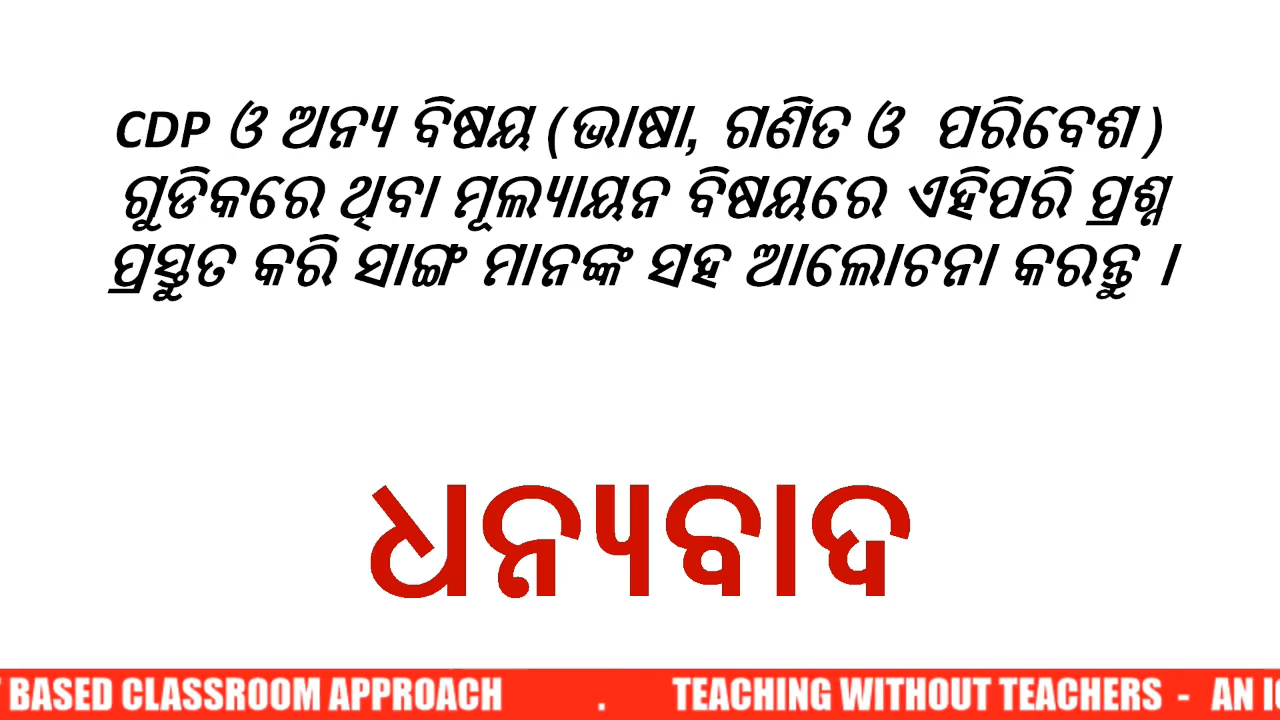 CDP ଓ ଅନ୍ୟ ବିଷୟ (ଭାଷା, ଗଣିତ ଓ ପରିବେଶ)
ଗୁଡିକରେ ଥିବା ମୂଲ୍ୟାୟନ ବିଷୟରେ ଏହିପରି ପ୍ରଶ୍ନ
ପ୍ରସ୍ତୁତ କରି ସାଙ୍ଗ ମାନଙ୍କ ସହ ଆଲୋଚନା କରନ୍ତୁ ।
ଧନ୍ୟବାଦ
BASED CLASSROOM APPROACH . TEACHING WITHOUT TEACHERS - AN